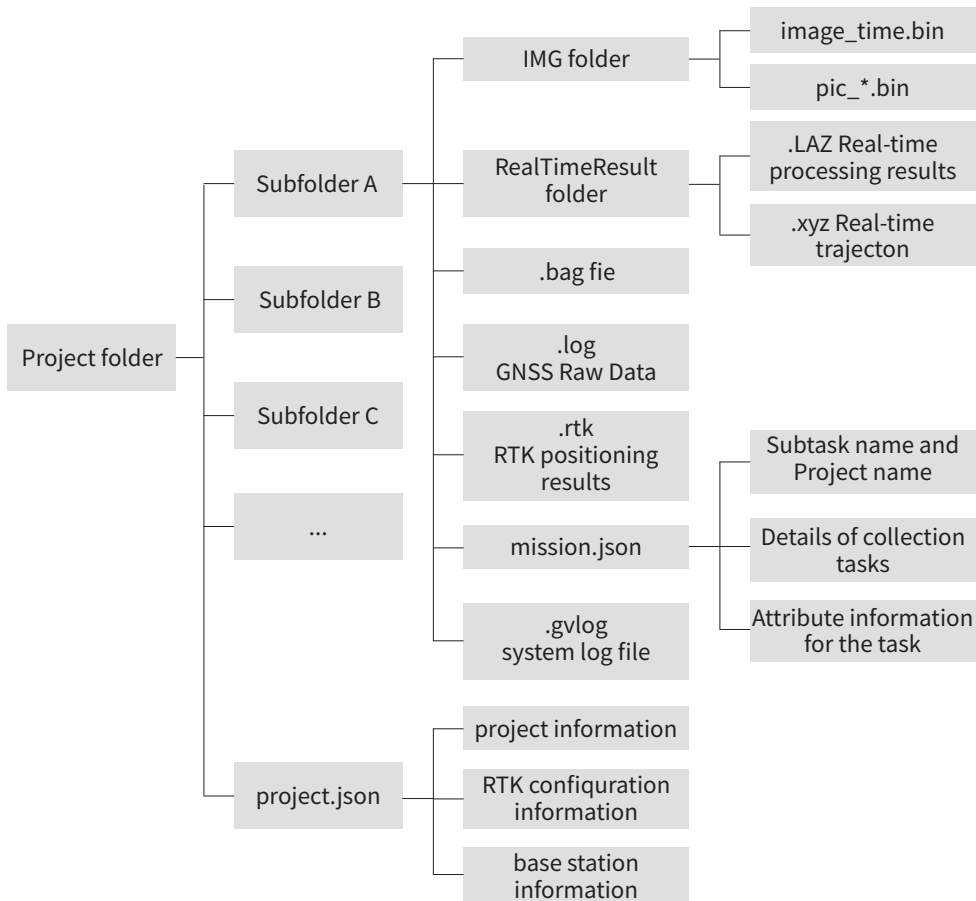 Project folder
Subfolder A
Subfolder B
Subfolder C
...
project.json
IMG folder
RealTimeResult
folder
.bag fie
.log
GNSS Raw Data
.rtk
RTK positioning
results
mission.json
.gvlog
system log file
project information
RTK confiquration
information
base station
information
image_time.bin
pic_*.bin
.LAZ Real-time
processing results
.xyz Real-time
trajecton
Subtask name and
Project name
Details of collection
tasks
Attribute information
for the task